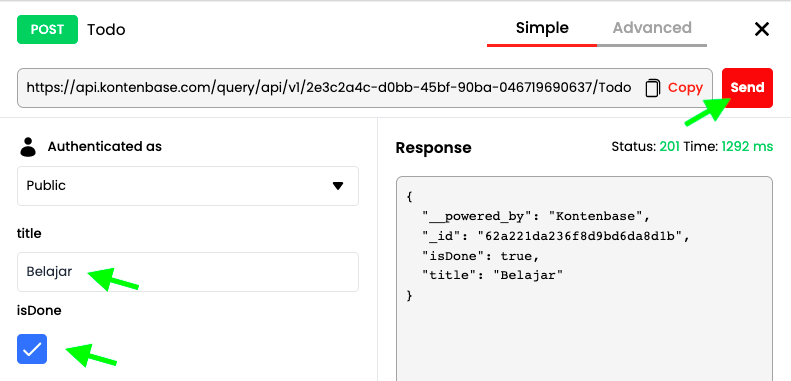 POST Todo Simple Advanced
https://api.kontenbase.com/query/api/v1/2e3c2a4c-d0bb-45bf-90ba-046719690637/Todo Copy Send
Authenticated as
Public
title
Belajar
isDone
Response Status: 201 Time: 1292 ms
{
"__powered_by": "Kontenbase",
"_id": "62a221da236f8d9bd6da8d1b",
"isDone": true,
"title": "Belajar"
}